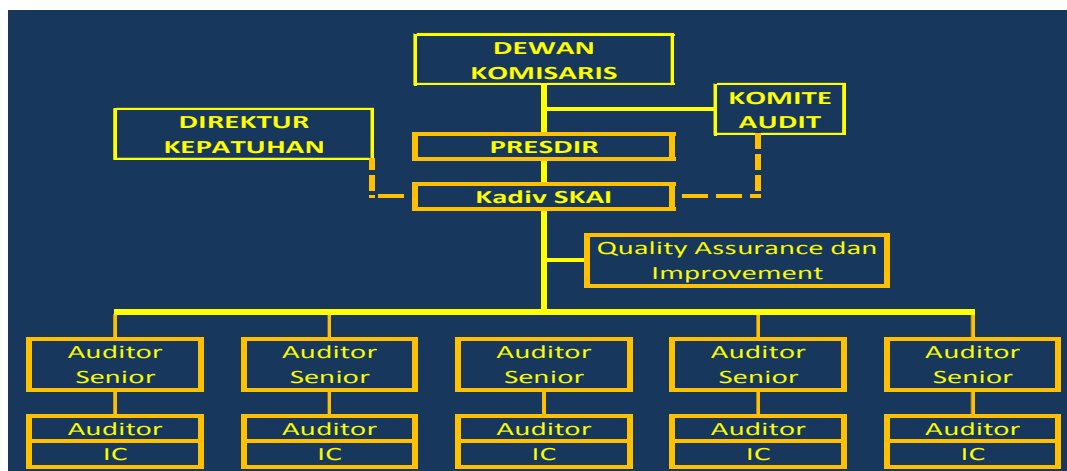 DEWAN
KOMISARIS
KOMITE
AUDIT
DIREKTUR
KEPATUHAN
PRESDIR
Kadiv SKAI
Quality Assurance dan
Improvement
Auditor
Senior
Auditor
Senior
Auditor
Senior
Auditor
Senior
Auditor
Senior
Auditor
IC
Auditor
IC
Auditor
IC
Auditor
IC
Auditor
IC